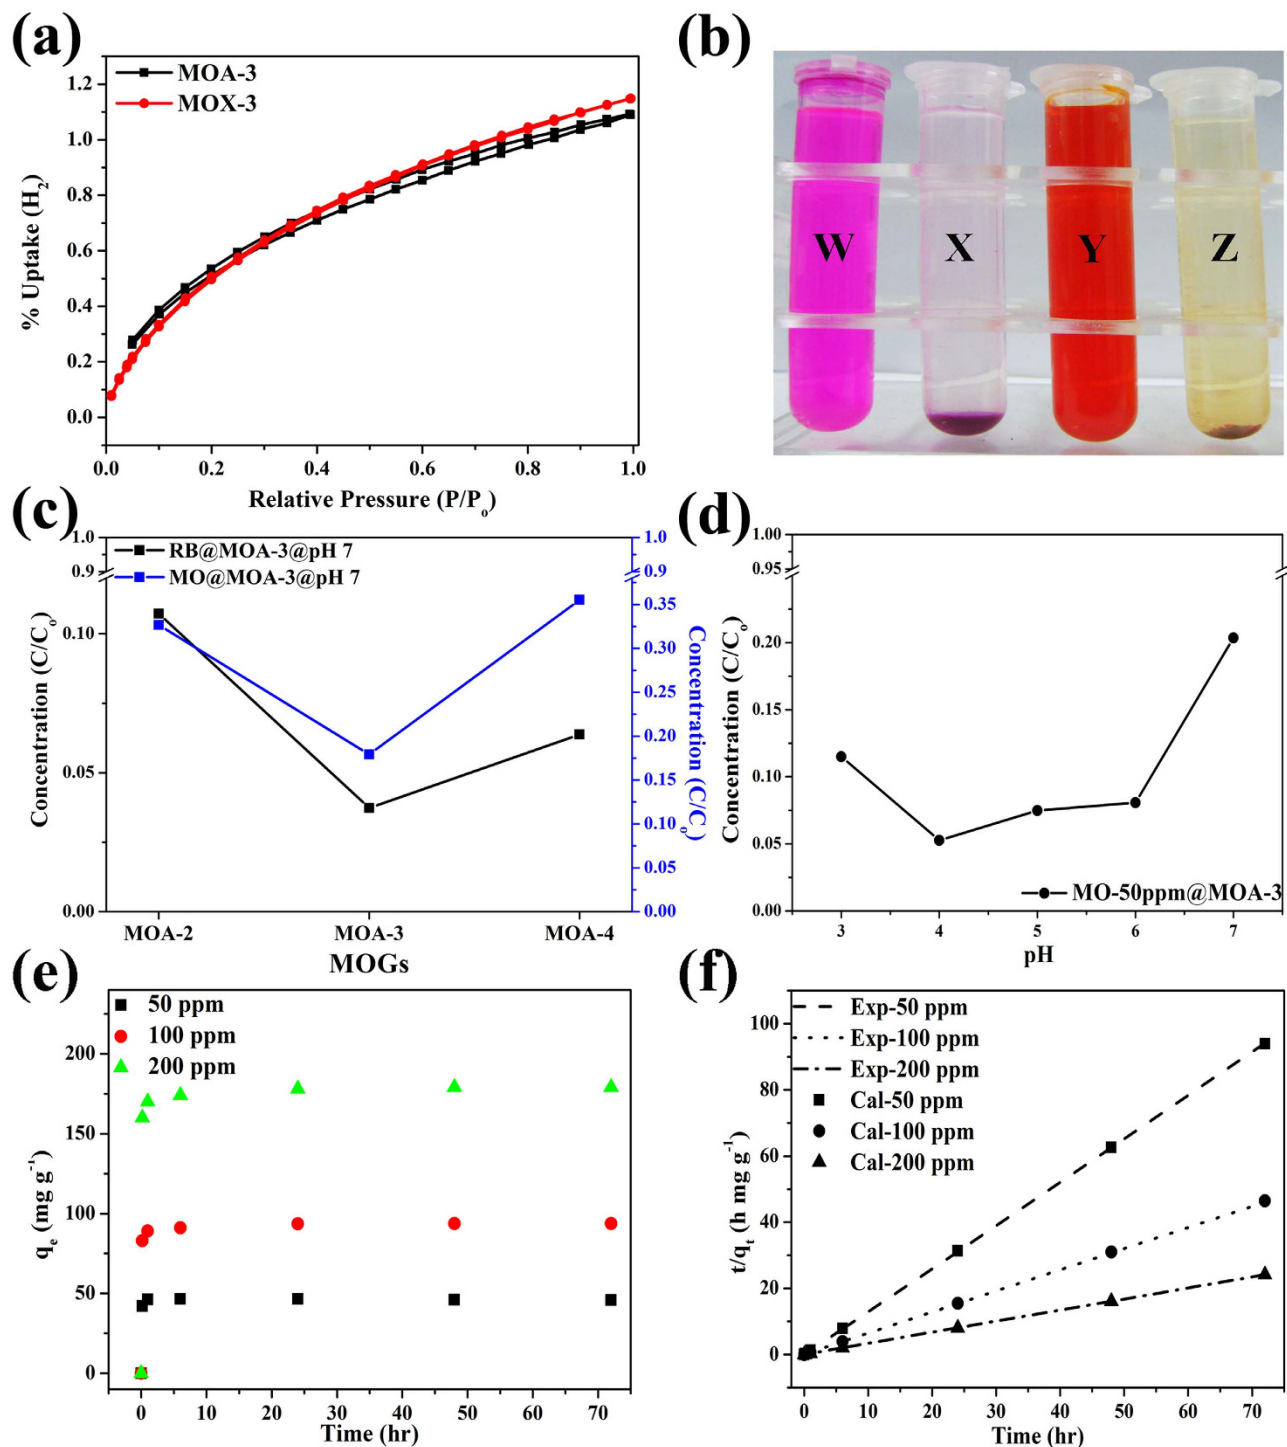 (a)
MOA-3
MOX-3
1.2
1.0
0.8
0.6
0.4
0.2
0.0
% Uptake (H₂)
0.0 0.2 0.4 0.6 0.8 1.0
Relative Pressure (P/Pₒ)
(b)
W X Y Z
(c)
RB@MOA-3@pH 7
MO@MOA-3@pH 7
1.0
0.9
0.10
0.05
0.00
Concentration (C/Cₒ)
1.0
0.9
0.35
0.30
0.25
0.20
0.15
0.10
0.05
0.00
Concentration (C/Cₒ)
MOA-2 MOA-3 MOA-4
MOGs
(d)
1.00
0.95
0.20
0.15
0.10
0.05
0.00
Concentration (C/Cₒ)
MO-50ppm@MOA-3
3 4 5 6 7
pH
(e)
50 ppm
100 ppm
200 ppm
200
150
100
50
0
qₑ (mg g⁻¹)
0 10 20 30 40 50 60 70
Time (hr)
(f)
Exp-50 ppm
Exp-100 ppm
Exp-200 ppm
Cal-50 ppm
Cal-100 ppm
Cal-200 ppm
100
80
60
40
20
0
t/qₜ (h mg g⁻¹)
0 10 20 30 40 50 60 70
Time (hr)